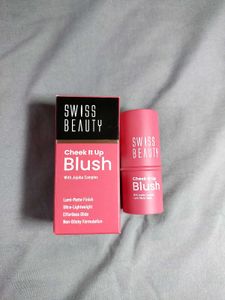 SWISS
BEAUTY
Cheek It Up
Blush
With Jojoba Complex
Lumi-Matte Finish
Ultra-Lightweight
Effortless Glide
Non-Sticky Formulation
SWISS
BEAUTY
Cheek It Up
Blush